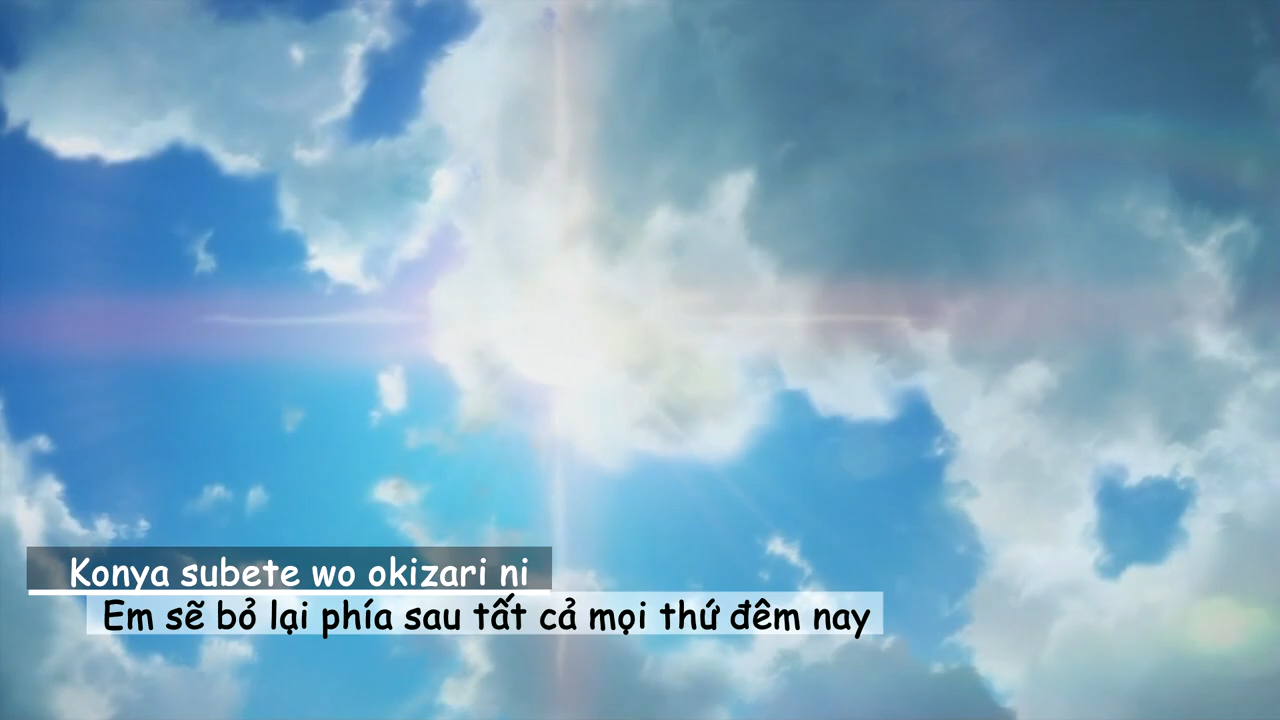 Konya subete wo okizari ni
Em sẽ bỏ lại phía sau tất cả mọi thứ đêm nay